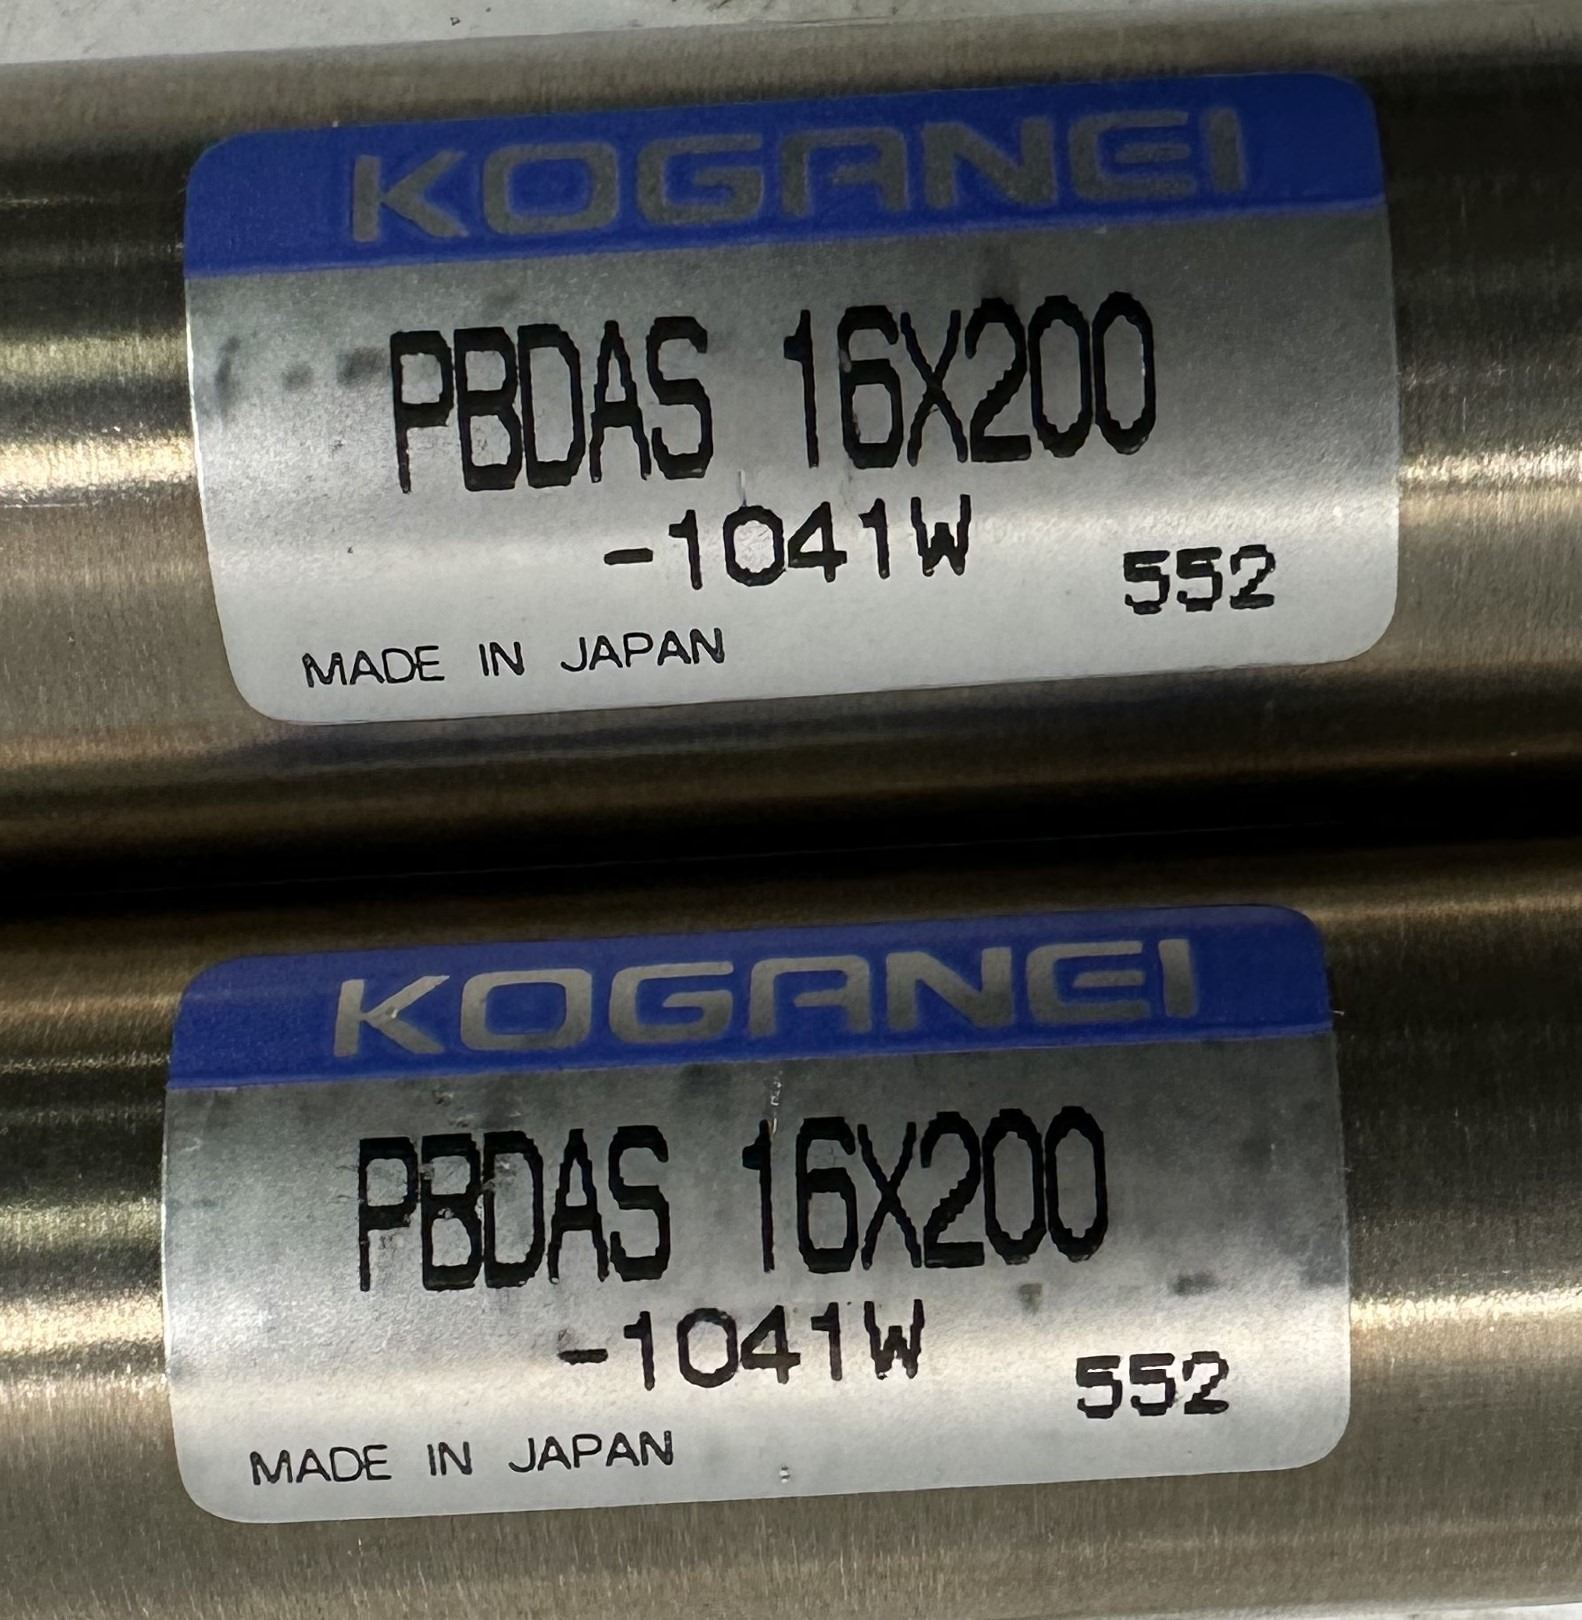 KOGANEI
PBDAS 16X200
-1041W
552
MADE IN JAPAN
KOGANEI
PBDAS 16X200
-1041W
552
MADE IN JAPAN